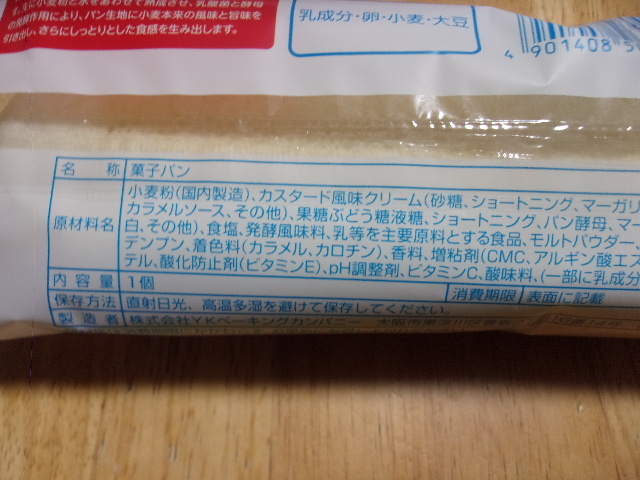 生に小麦粉と水をあわせて熟成させ、乳酸菌と酵母
の発酵作用により、パン生地に小麦本来の風味と旨味を
引き出し、さらにしっとりとした食感を生み出します。
乳成分・卵・小麦・大豆
4 901408 5
名 称 菓子パン
原材料名 小麦粉(国内製造)、カスタード風味クリーム(砂糖、ショートニング、マーガリ
カラメルソース、その他)、果糖ぶどう糖液糖、ショートニング、パン酵母、マー
白、その他)、食塩、発酵風味料、乳等を主要原料とする食品、モルトパウダー、
デンプン、着色料(カラメル、カロチン)、香料、増粘剤(CMC、アルギン酸エス
テル、酸化防止剤(ビタミンE)、pH調整剤、ビタミンC、酸味料、(一部に乳成分
内 容 量 1個 消費期限 表面に記載
保存方法 直射日光、高温多湿を避けて保存してください。
製 造 者 株式会社YKベーキングカンパニー